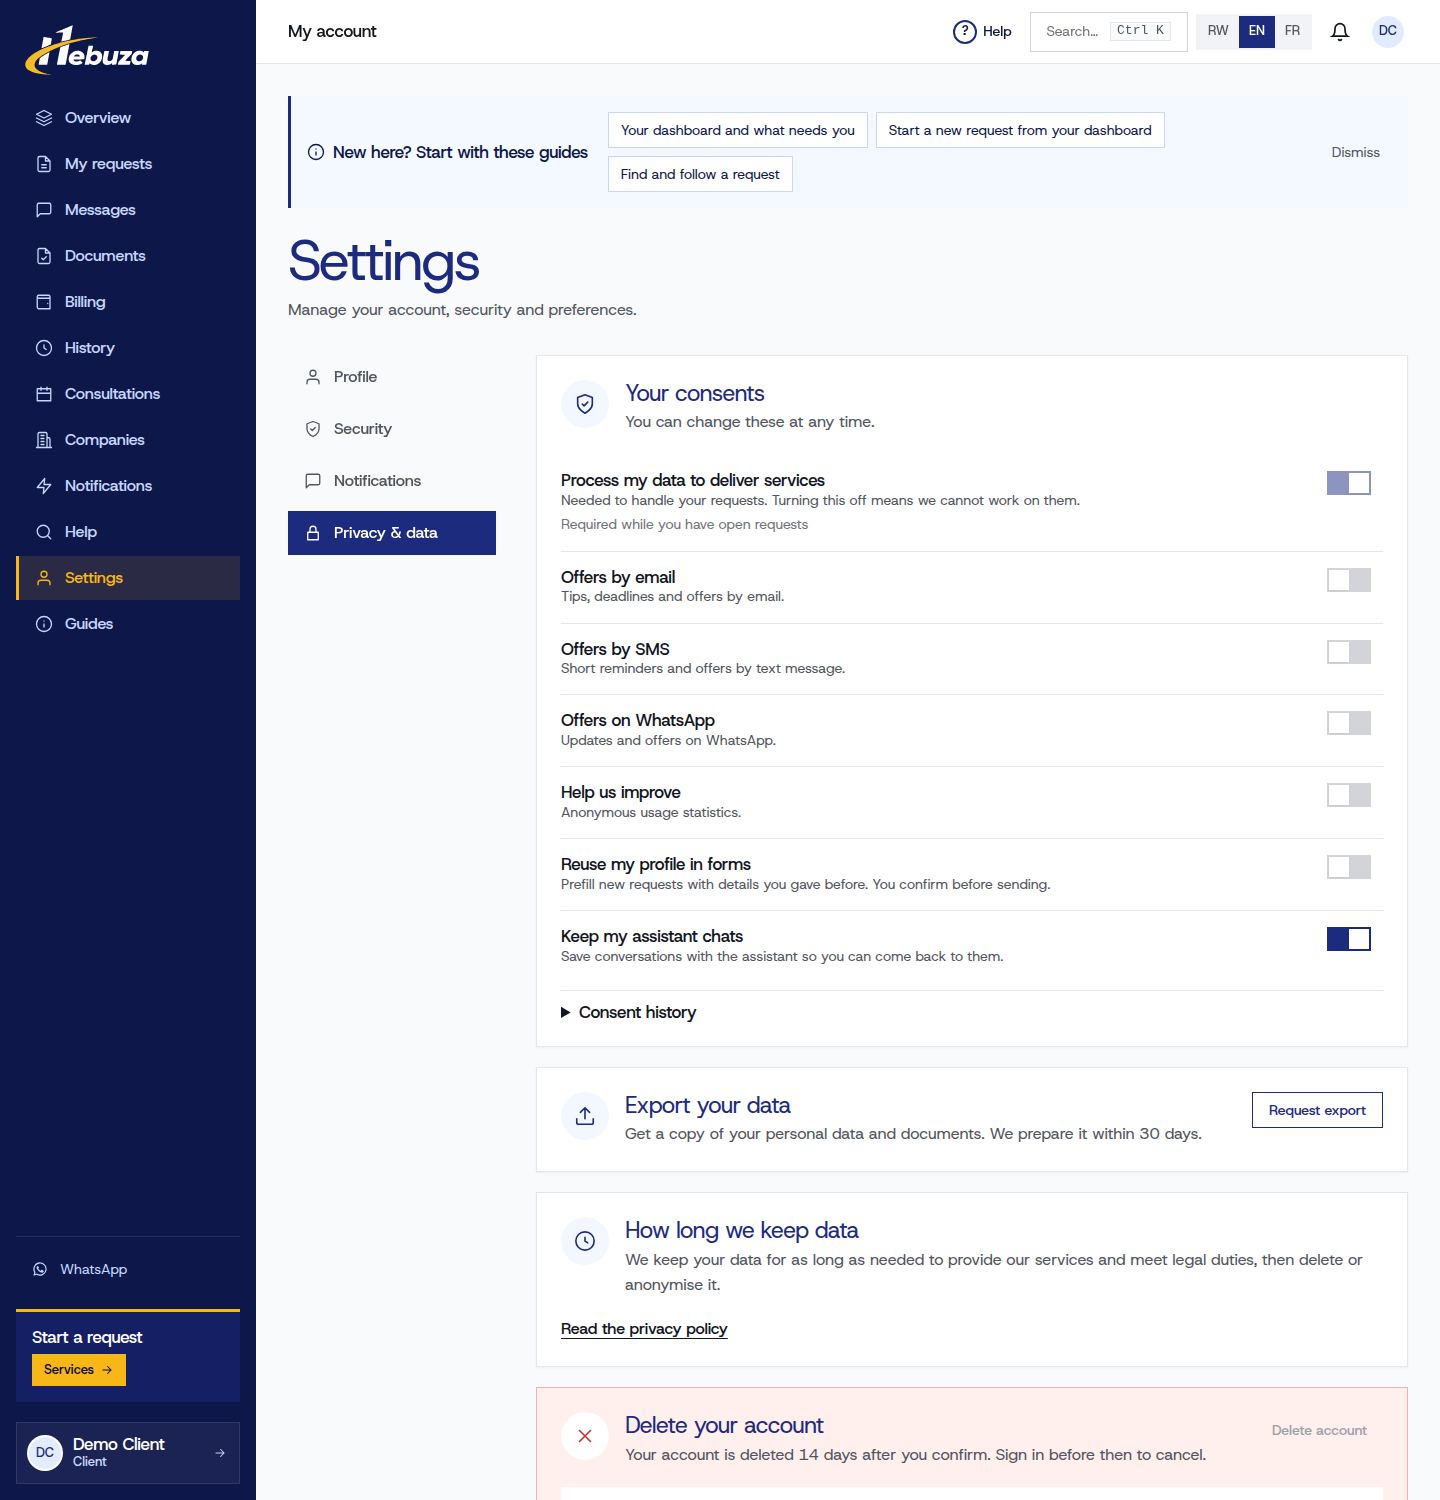 Hebuza
Overview
My requests
Messages
Documents
Billing
History
Consultations
Companies
Notifications
Help
Settings
Guides
WhatsApp
Start a request
Services
DC
Demo Client
Client
My account
? Help
Search...
Ctrl K
RW EN FR
DC
New here? Start with these guides
Your dashboard and what needs you
Start a new request from your dashboard
Find and follow a request
Dismiss
Settings
Manage your account, security and preferences.
Profile
Security
Notifications
Privacy & data
Your consents
You can change these at any time.
Process my data to deliver services
Needed to handle your requests. Turning this off means we cannot work on them.
Required while you have open requests
Offers by email
Tips, deadlines and offers by email.
Offers by SMS
Short reminders and offers by text message.
Offers on WhatsApp
Updates and offers on WhatsApp.
Help us improve
Anonymous usage statistics.
Reuse my profile in forms
Prefill new requests with details you gave before. You confirm before sending.
Keep my assistant chats
Save conversations with the assistant so you can come back to them.
Consent history
Export your data
Get a copy of your personal data and documents. We prepare it within 30 days.
Request export
How long we keep data
We keep your data for as long as needed to provide our services and meet legal duties, then delete or
anonymise it.
Read the privacy policy
Delete your account
Your account is deleted 14 days after you confirm. Sign in before then to cancel.
Delete account